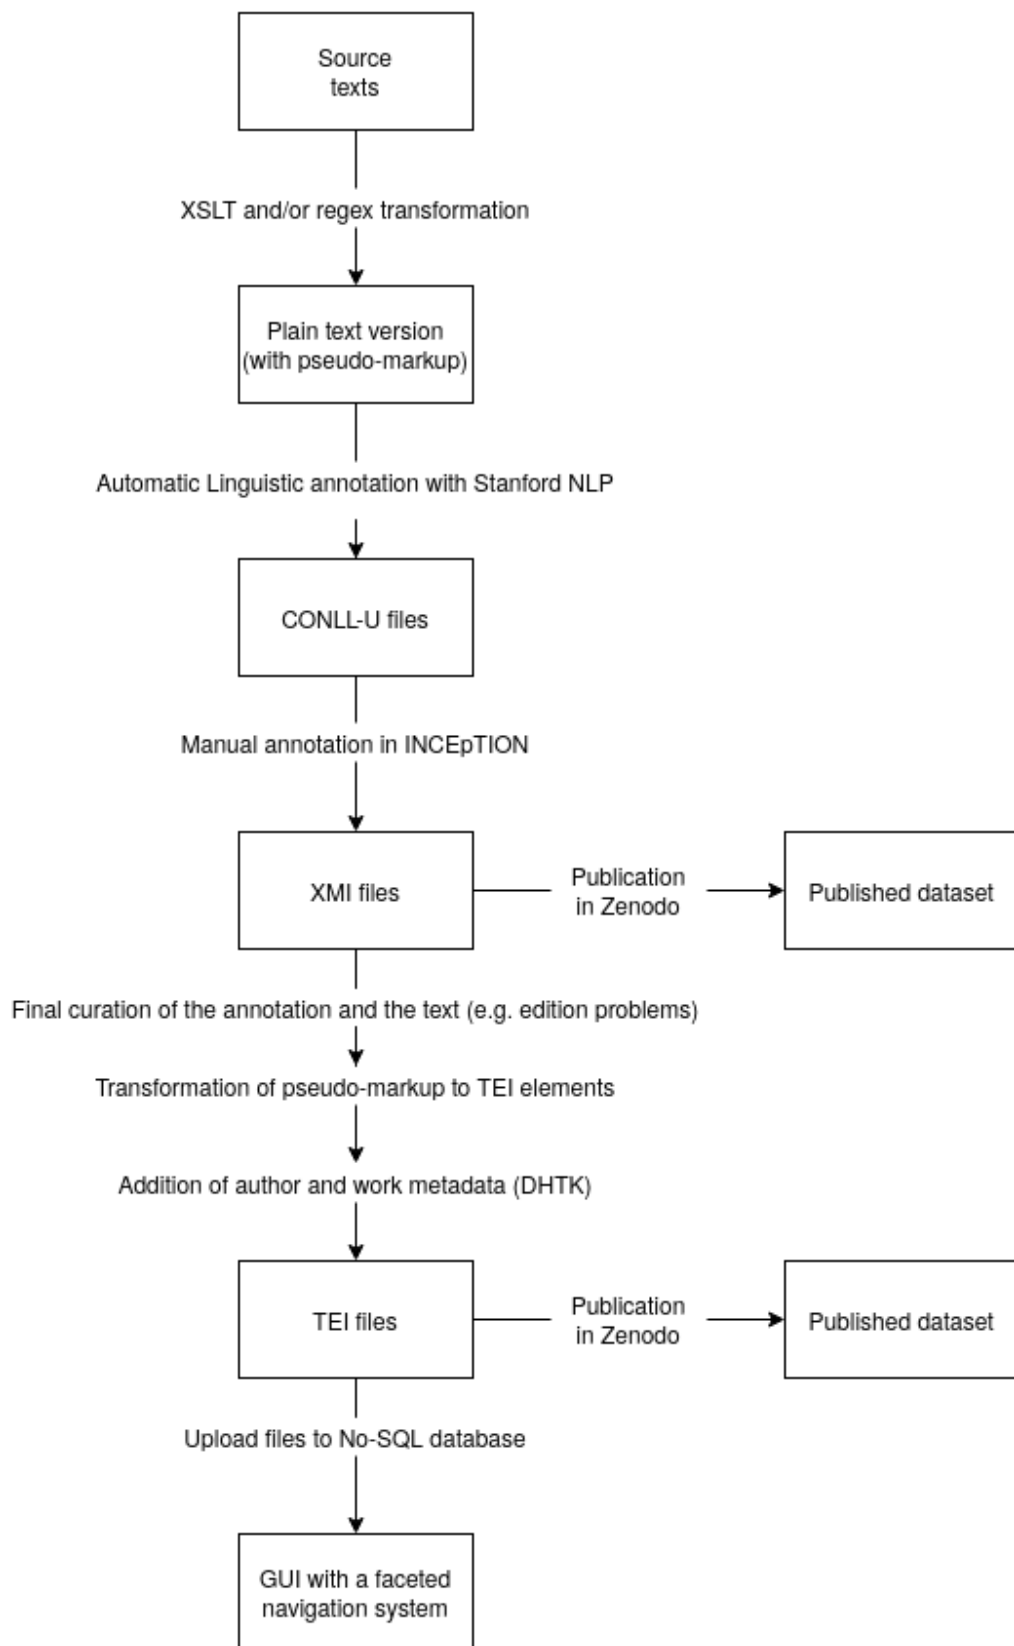 Source
texts
XSLT and/or regex transformation
Plain text version
(with pseudo-markup)
Automatic Linguistic annotation with Stanford NLP
CONLL-U files
Manual annotation in INCEpTION
XMI files
Publication
in Zenodo
Published dataset
Final curation of the annotation and the text (e.g. edition problems)
Transformation of pseudo-markup to TEI elements
Addition of author and work metadata (DHTK)
TEI files
Publication
in Zenodo
Published dataset
Upload files to No-SQL database
GUI with a faceted
navigation system